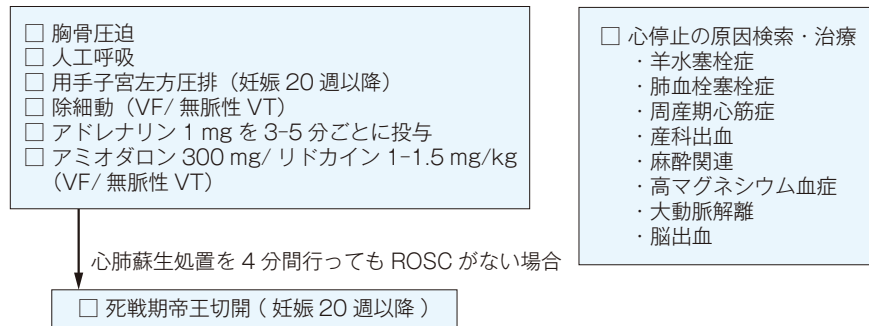 □ 胸骨圧迫
□ 人工呼吸
□ 用手子宮左方圧排（妊娠 20 週以降）
□ 除細動（VF/ 無脈性 VT）
□ アドレナリン 1 mg を 3-5 分ごとに投与
□ アミオダロン 300 mg/ リドカイン 1-1.5 mg/kg
（VF/ 無脈性 VT）
□ 心停止の原因検索・治療
・羊水塞栓症
・肺血栓塞栓症
・周産期心筋症
・産科出血
・麻酔関連
・高マグネシウム血症
・大動脈解離
・脳出血
心肺蘇生処置を 4 分間行っても ROSC がない場合
□ 死戦期帝王切開（ 妊娠 20 週以降 ）